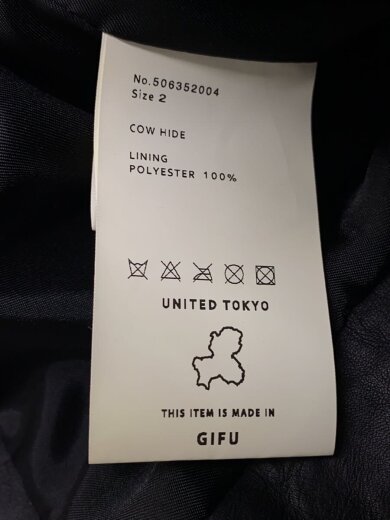 No.506352004
Size 2
COW HIDE
LINING
POLYESTER 100%
UNITED TOKYO
THIS ITEM IS MADE IN
GIFU